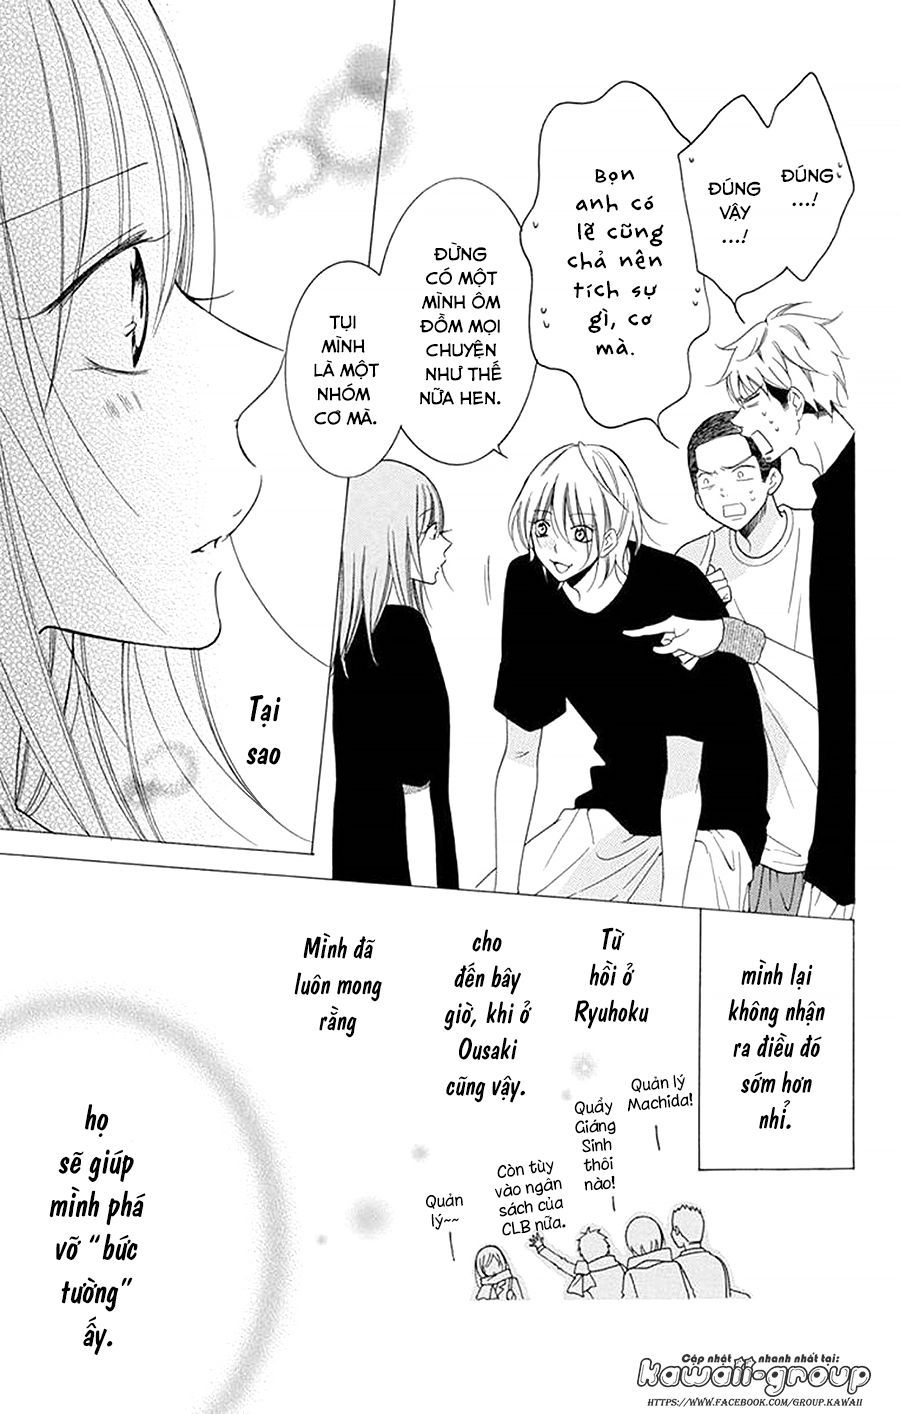 ĐÚNG
...!
ĐÚNG
VẬY
...!
Bọn
anh có
lẽ cũng
chả nên
tích sự
gì, cơ
mà.
ĐỪNG
CÓ MỘT
MÌNH ÔM
ĐỒM MỌI
CHUYỆN
NHƯ THẾ
NỮA HEN.
TỤI
MÌNH
LÀ MỘT
NHÓM
CƠ MÀ.
Tại
sao
mình lại
không nhận
ra điều đó
sớm hơn
nhỉ.
Từ
hồi ở
Ryuhoku
cho
đến bây
giờ, khi ở
Ousaki
cũng vậy.
Mình đã
luôn mong
rằng
Quản lý
Machida!
Quẩy
Giáng
Sinh
thôi
nào!
Còn tùy
vào ngân
sách của
CLB nữa.
Quản
lý~~
họ
sẽ giúp
mình phá
vỡ “bức
tường”
ấy.
Cập nhật nhanh nhất tại:
kawaii-group
HTTPS://WWW.FACEBOOK.COM/GROUP.KAWAII